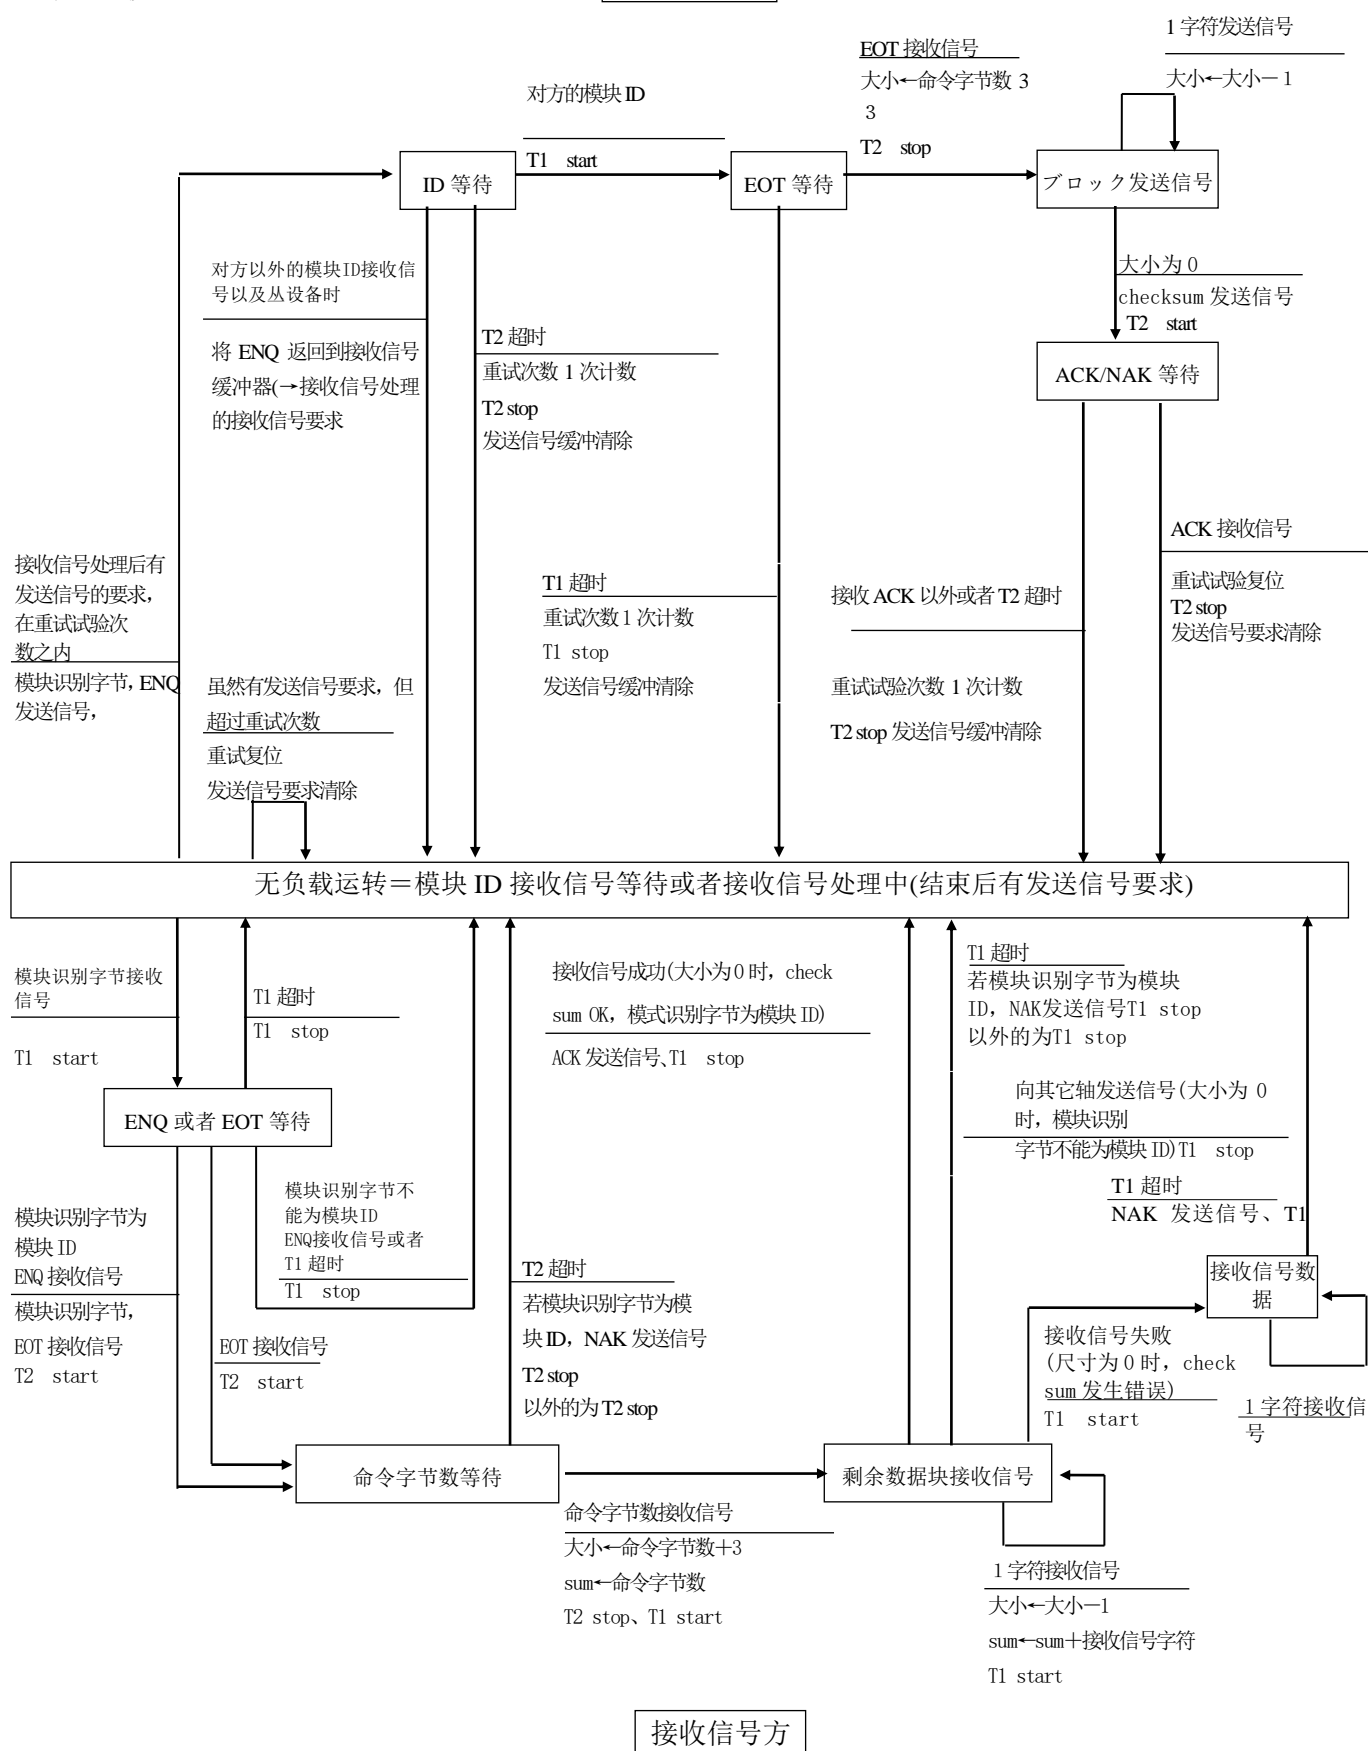 1 字符发送信号
大小←大小－1
EOT 接收信号
大小←命令字节数 3
3
T2 stop
对方的模块 ID
T1 start
ID 等待
EOT 等待
ブロック发送信号
对方以外的模块ID接收信
号以及丛设备时
将 ENQ 返回到接收信号
缓冲器(→接收信号处理
的接收信号要求
T2 超时
重试次数 1 次计数
T2 stop
发送信号缓冲清除
大小为 0
checksum 发送信号
T2 start
ACK/NAK 等待
接收信号处理后有
发送信号的要求，
在重试试验次
数之内
模块识别字节，ENQ
发送信号，
虽然有发送信号要求，但
超过重试次数
重试复位
发送信号要求清除
T1 超时
重试次数 1 次计数
T1 stop
发送信号缓冲清除
接收 ACK 以外或者 T2 超时
重试试验次数 1 次计数
T2 stop 发送信号缓冲清除
ACK 接收信号
重试试验复位
T2 stop
发送信号要求清除
无负载运转＝模块 ID 接收信号等待或者接收信号处理中(结束后有发送信号要求)
模块识别字节接收
信号
T1 start
T1 超时
T1 stop
接收信号成功(大小为 0 时，check
sum OK，模式识别字节为模块 ID)
ACK 发送信号、T1 stop
T1 超时
若模块识别字节为模块
ID，NAK发送信号T1 stop
以外的为T1 stop
ENQ 或者 EOT 等待
向其它轴发送信号(大小为 0
时，模块识别
字节不能为模块 ID)T1 stop
T1 超时
NAK 发送信号、T1
模块识别字节为
模块 ID
ENQ 接收信号
模块识别字节，
EOT 接收信号
T2 start
模块识别字节不
能为模块ID
ENQ接收信号或者
T1 超时
T1 stop
EOT 接收信号
T2 start
T2 超时
若模块识别字节为模
块 ID，NAK 发送信号
T2 stop
以外的为 T2 stop
接收信号数
据
接收信号失败
(尺寸为 0 时，check
sum 发生错误)
T1 start
1 字符接收信
号
命令字节数等待
剩余数据块接收信号
命令字节数接收信号
大小←命令字节数＋3
sum←命令字节数
T2 stop、T1 start
1 字符接收信号
大小←大小－1
sum←sum＋接收信号字符
T1 start
接收信号方